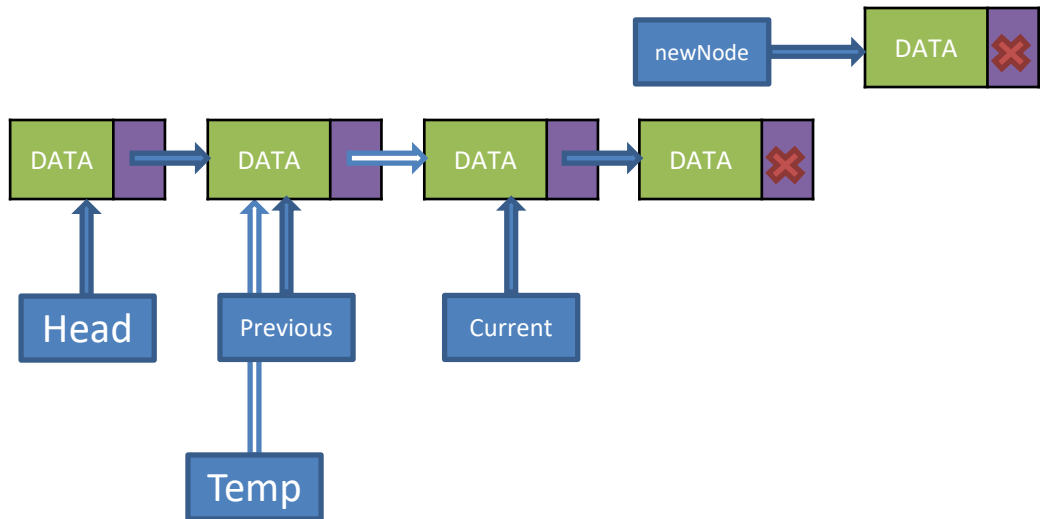 newNode
DATA
DATA
DATA
DATA
DATA
Head
Previous
Current
Temp